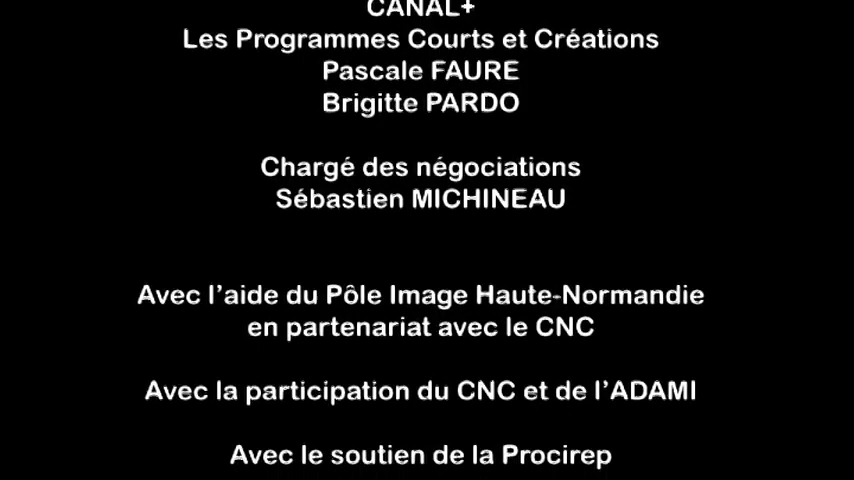 CANAL+
Les Programmes Courts et Créations
Pascale FAURE
Brigitte PARDO
Chargé des négociations
Sébastien MICHINEAU
Avec l’aide du Pôle Image Haute-Normandie
en partenariat avec le CNC
Avec la participation du CNC et de l’ADAMI
Avec le soutien de la Procirep